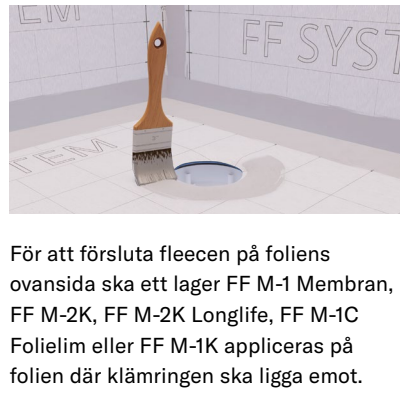 FF SYST
TEM
För att försluta fleecen på foliens
ovansida ska ett lager FF M-1 Membran,
FF M-2K, FF M-2K Longlife, FF M-1C
Folielim eller FF M-1K appliceras på
folien där klämringen ska ligga emot.